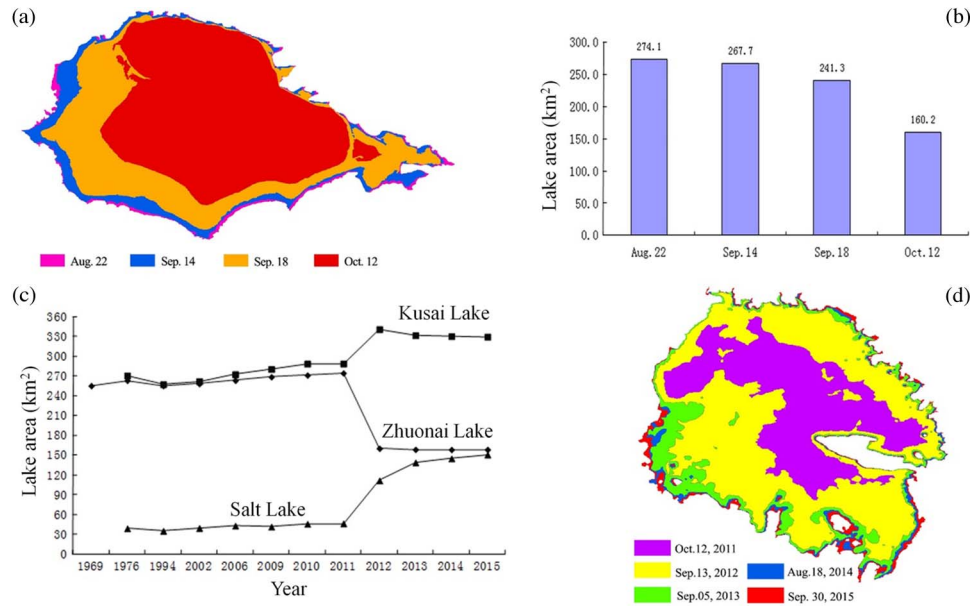 (a)
Aug. 22 Sep. 14 Sep. 18 Oct. 12
(b)
Lake area (km²)
300.0
250.0
200.0
150.0
100.0
50.0
0.0
274.1
267.7
241.3
160.2
Aug.22 Sep.14 Sep.18 Oct.12
(c)
Lake area (km²)
360
330
300
270
240
210
180
150
120
90
60
30
0
Kusai Lake
Zhuonai Lake
Salt Lake
1969 1976 1994 2002 2006 2009 2010 2011 2012 2013 2014 2015
Year
(d)
Oct.12, 2011
Sep.13, 2012 Aug.18, 2014
Sep.05, 2013 Sep. 30, 2015